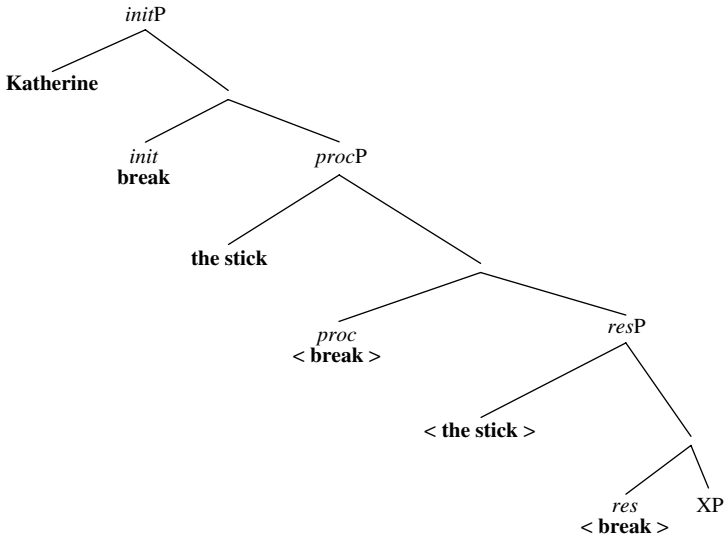 initP
Katherine
init
break
procP
the stick
proc
< break >
resP
< the stick >
res
< break >
XP